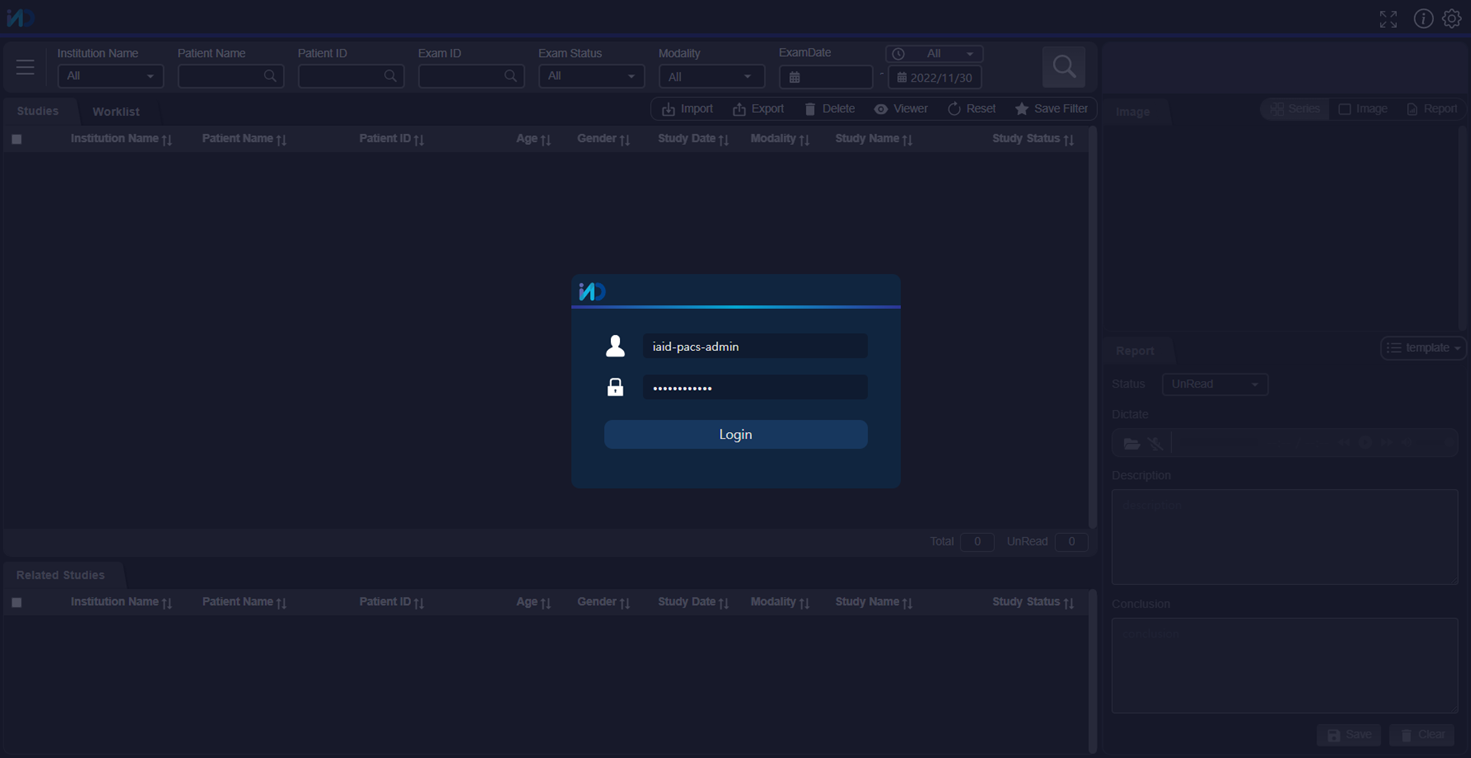 iAID
Institution Name Patient Name Patient ID Exam ID Exam Status Modality ExamDate All
All All All - 2022/11/30
Studies Worklist Import Export Delete Viewer Reset Save Filter
Institution Name Patient Name Patient ID Age Gender Study Date Modality Study Name Study Status
Total 0 UnRead 0
Related Studies
Institution Name Patient Name Patient ID Age Gender Study Date Modality Study Name Study Status
Image Series Image Report
Report template
Status UnRead
Dictate
Description
Conclusion
Save Clear
iAID
iaid-pacs-admin
••••••••••••
Login